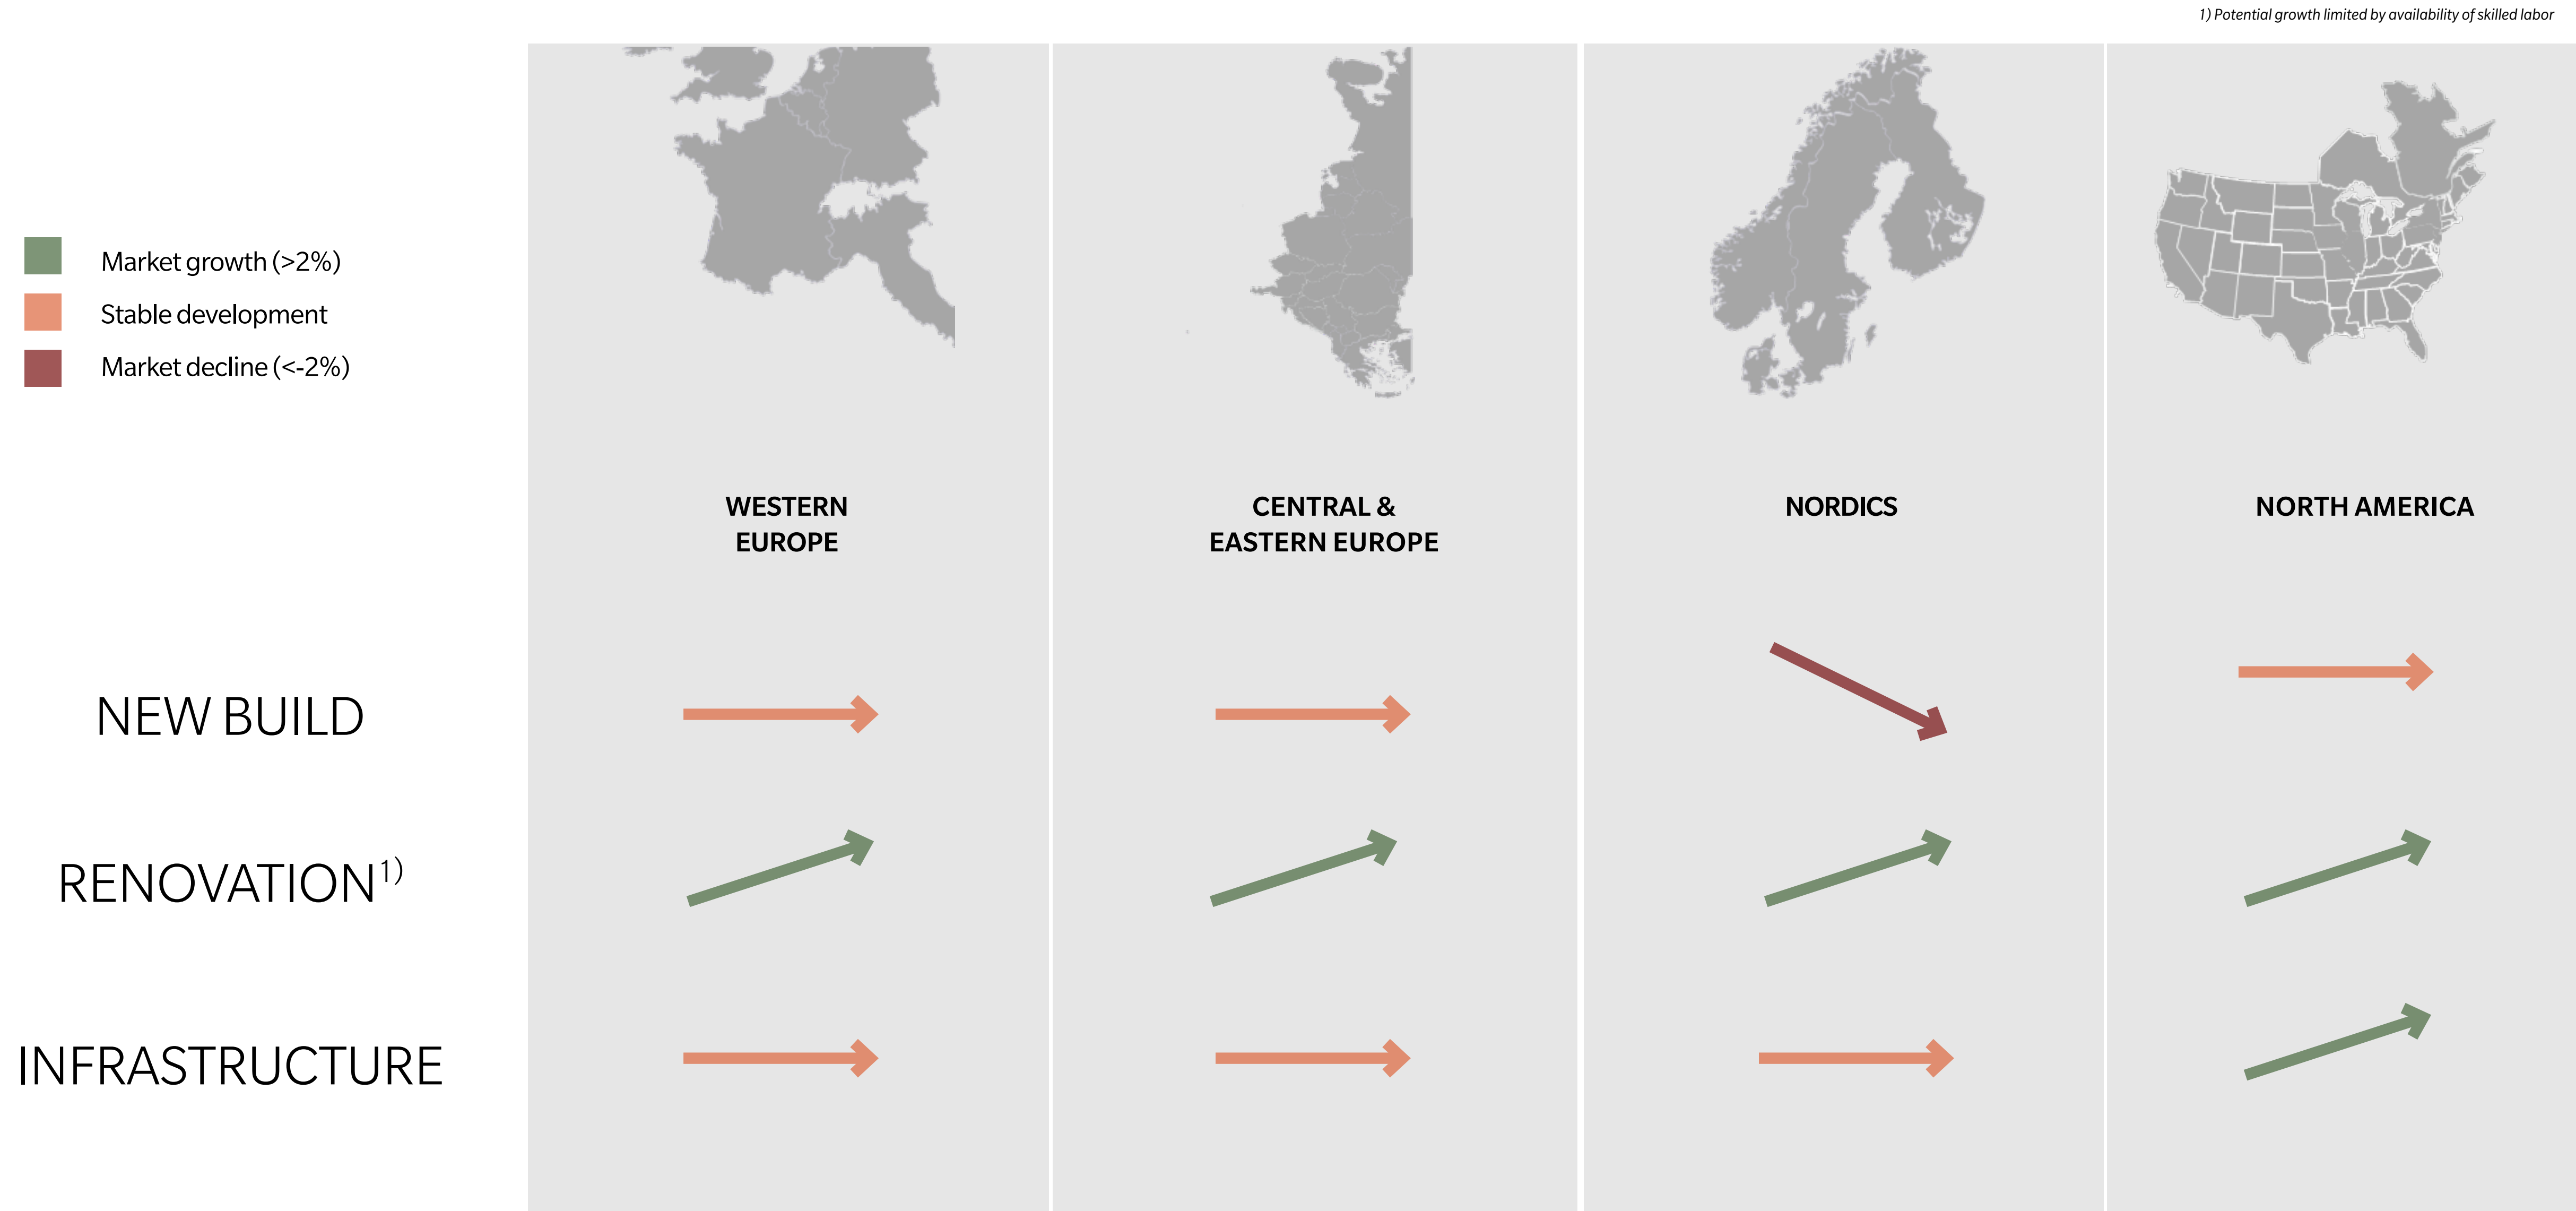 1) Potential growth limited by availability of skilled labor
Market growth (>2%)
Stable development
Market decline (<-2%)
WESTERN
EUROPE
CENTRAL &
EASTERN EUROPE
NORDICS
NORTH AMERICA
NEW BUILD
RENOVATION1)
INFRASTRUCTURE